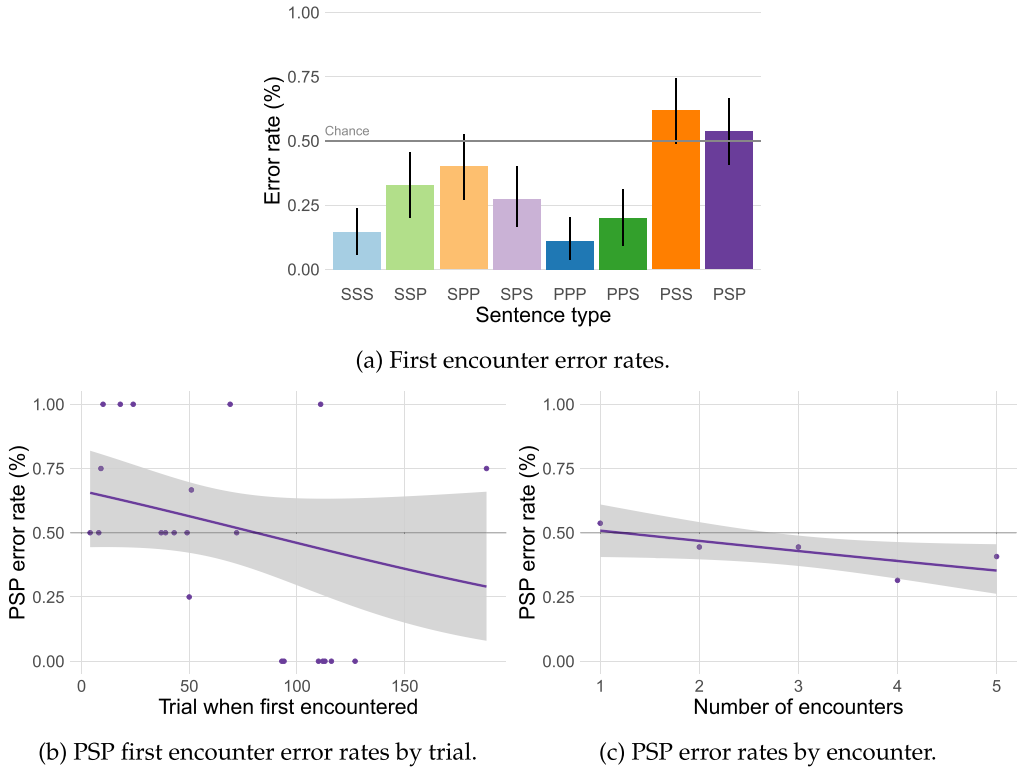 1.00
0.75
0.50
0.25
0.00
Error rate (%)
Chance
SSS SSP SPP SPS PPP PPS PSS PSP
Sentence type
(a) First encounter error rates.
1.00
0.75
0.50
0.25
0.00
PSP error rate (%)
0 50 100 150
Trial when first encountered
(b) PSP first encounter error rates by trial.
1.00
0.75
0.50
0.25
0.00
PSP error rate (%)
1 2 3 4 5
Number of encounters
(c) PSP error rates by encounter.